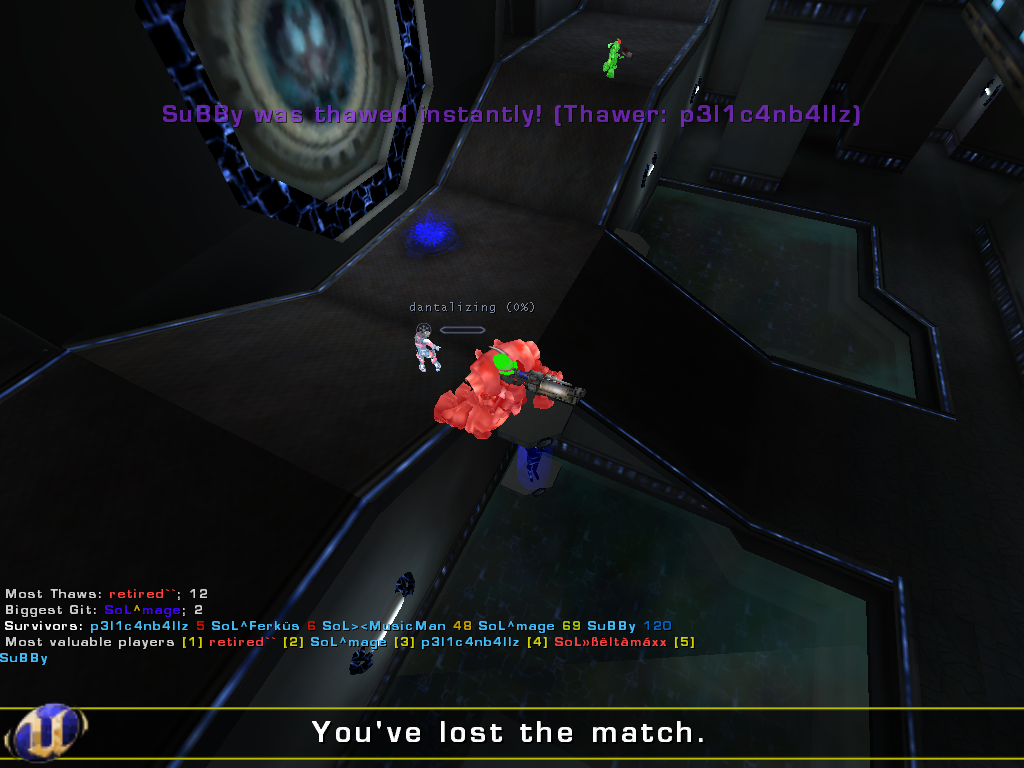 SuBBy was thawed instantly! (Thawer: p3l1c4nb4llz)
dantalizing (0%)
Most Thaws: retired``; 12
Biggest Git: SoL^mage; 2
Survivors: p3l1c4nb4llz 5 SoL^Ferkùs 6 SoL><MusicMan 48 SoL^mage 69 SuBBy 120
Most valuable players [1] retired`` [2] SoL^mage [3] p3l1c4nb4llz [4] SoL»ßêltàmáxx [5]
SuBBy
You've lost the match.